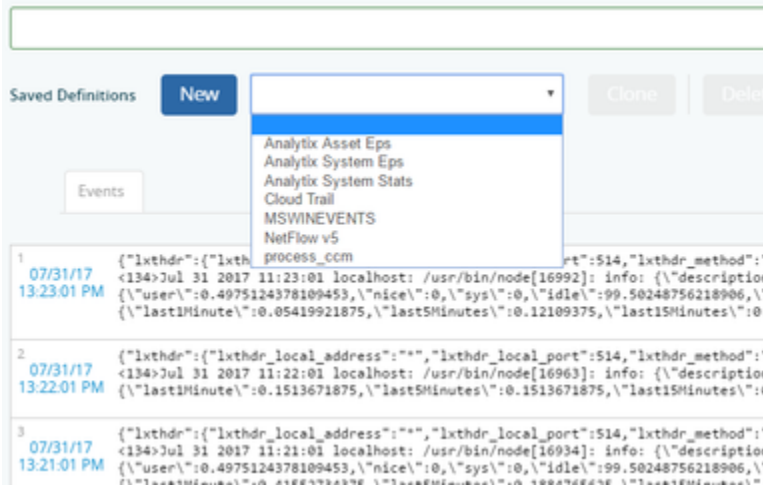 Saved Definitions New Clone Dele
Analytix Asset Eps
Analytix System Eps
Analytix System Stats
Cloud Trail
Events
MSWINEVENTS
NetFlow v5
process_ccm
1
07/31/17
13:23:01 PM
{"lxthdr":{"lxth rt":514,"lxthdr_method":"
<134>Jul 31 2017 11:23:01 localhost: /usr/bin/node[16992]: info: {\"description
{\"user\":0.4975124378109453,\"nice\":0,\"sys\":0,\"idle\":99.50248756218906,\
{\"last1Minute\":0.05419921875,\"last5Minutes\":0.12109375,\"last15Minutes\":0
2
07/31/17
13:22:01 PM
{"lxthdr":{"lxthdr_local_address":"*","lxthdr_local_port":514,"lxthdr_method":"
<134>Jul 31 2017 11:22:01 localhost: /usr/bin/node[16963]: info: {\"description
{\"last1Minute\":0.1513671875,\"last5Minutes\":0.1513671875,\"last15Minutes\":
3
07/31/17
13:21:01 PM
{"lxthdr":{"lxthdr_local_address":"*","lxthdr_local_port":514,"lxthdr_method":"
<134>Jul 31 2017 11:21:01 localhost: /usr/bin/node[16934]: info: {\"description
{\"user\":0.4975124378109453,\"nice\":0,\"sys\":0,\"idle\":99.50248756218906,\